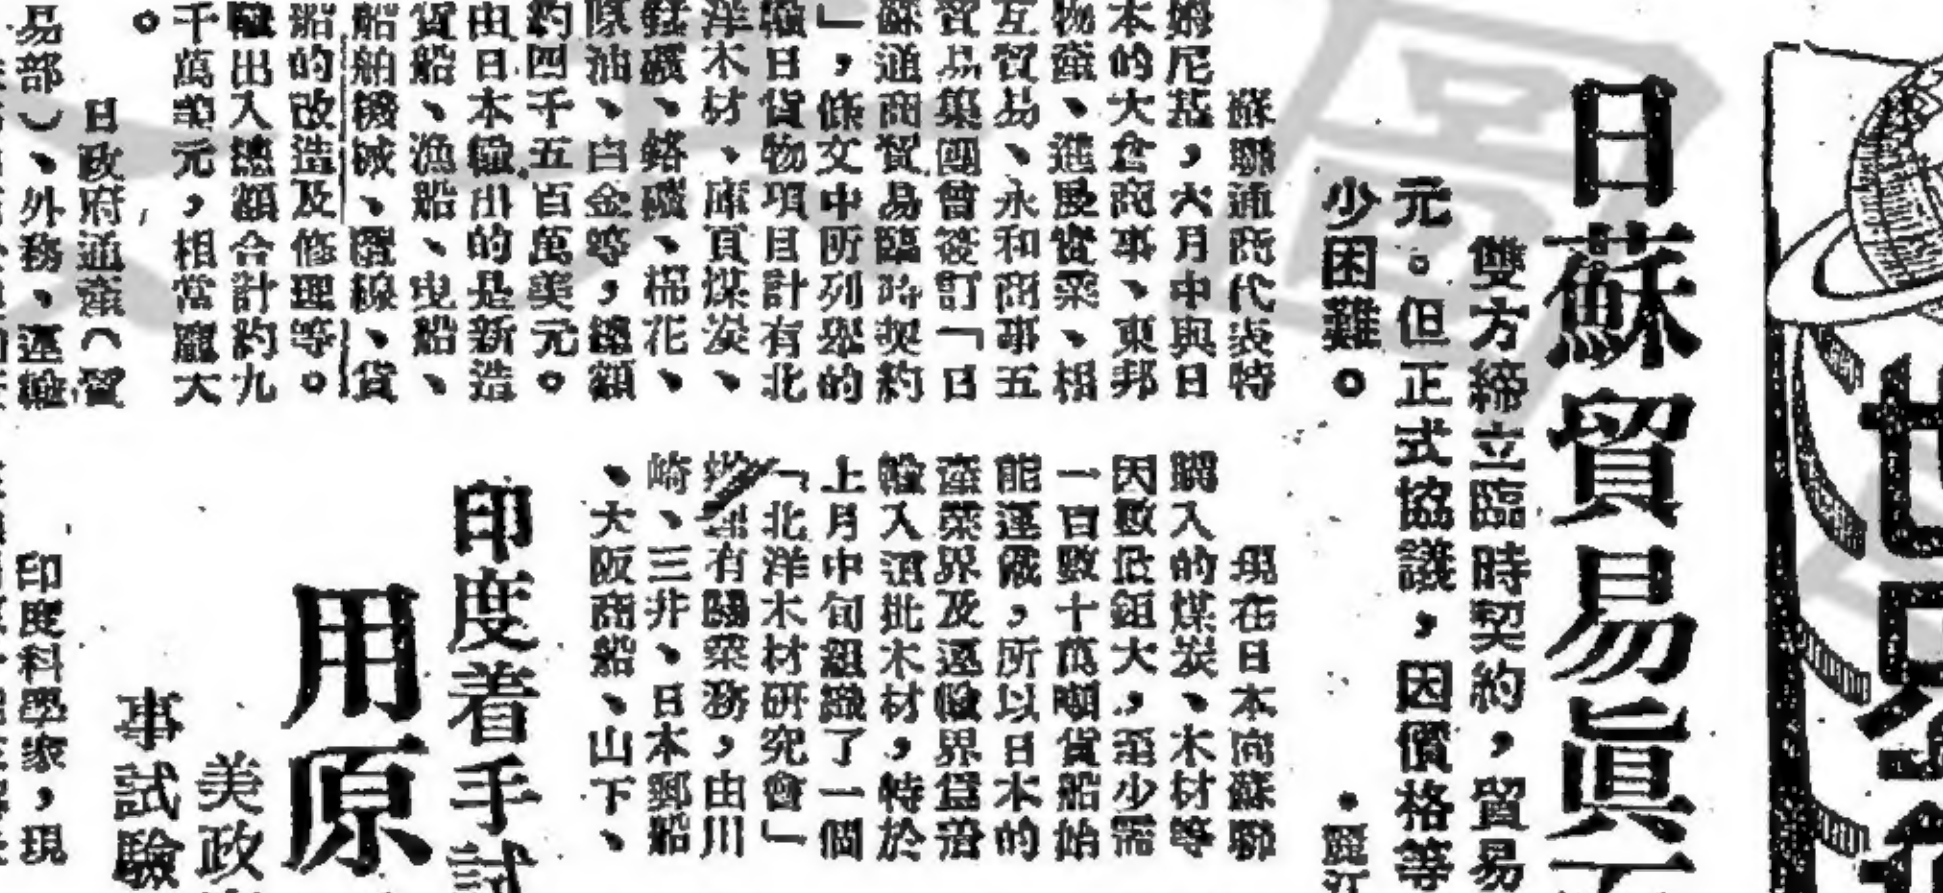 日蘇貿易眞
雙方締立臨時契約，貿易
元。但正式協議，因價格等
少困難。
・麗江
蘇聯通商代表特
姆尼基，六月中與日
本的大倉商事、東邦
物產、進展實業、相
互貿易、永和商事五
貿易集團曾簽訂「日
蘇通商貿易臨時契約
」，條文中所列舉的
輸日貨物項目計有北
洋木材、庫頁煤炭、
錳礦、鉻礦、棉花、
原油、白金等，總額
約四千五百萬美元。
由日本輸出的是新造
貨船、漁船、曳船、
船舶機械、纜線、貨
船的改造及修理等。
輸出入總額合計約九
千萬美元，相當龐大
。
日政府通產（貿
易部）、外務、運輸
現在日本向蘇聯
購入的煤炭、木材等
因數量鉅大，至少需
一百數十萬噸貨船始
能運載，所以日本的
產業界及運輸界爲着
輸入這批木材，特於
上月中旬組織了一個
「北洋木材研究會」
辦理有關業務，由川
崎、三井、日本郵船
、大阪商船、山下、
印度着手試
用原
美政
事試驗
印度科學家，現
世界